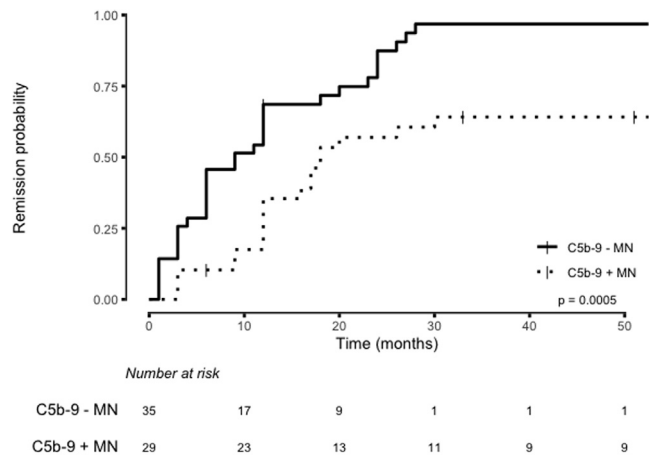 Remission probability
1.00
0.75
0.50
0.25
0.00
C5b-9 - MN
C5b-9 + MN
p = 0.0005
0 10 20 30 40 50
Time (months)
Number at risk
C5b-9 - MN 35 17 9 1 1 1
C5b-9 + MN 29 23 13 11 9 9